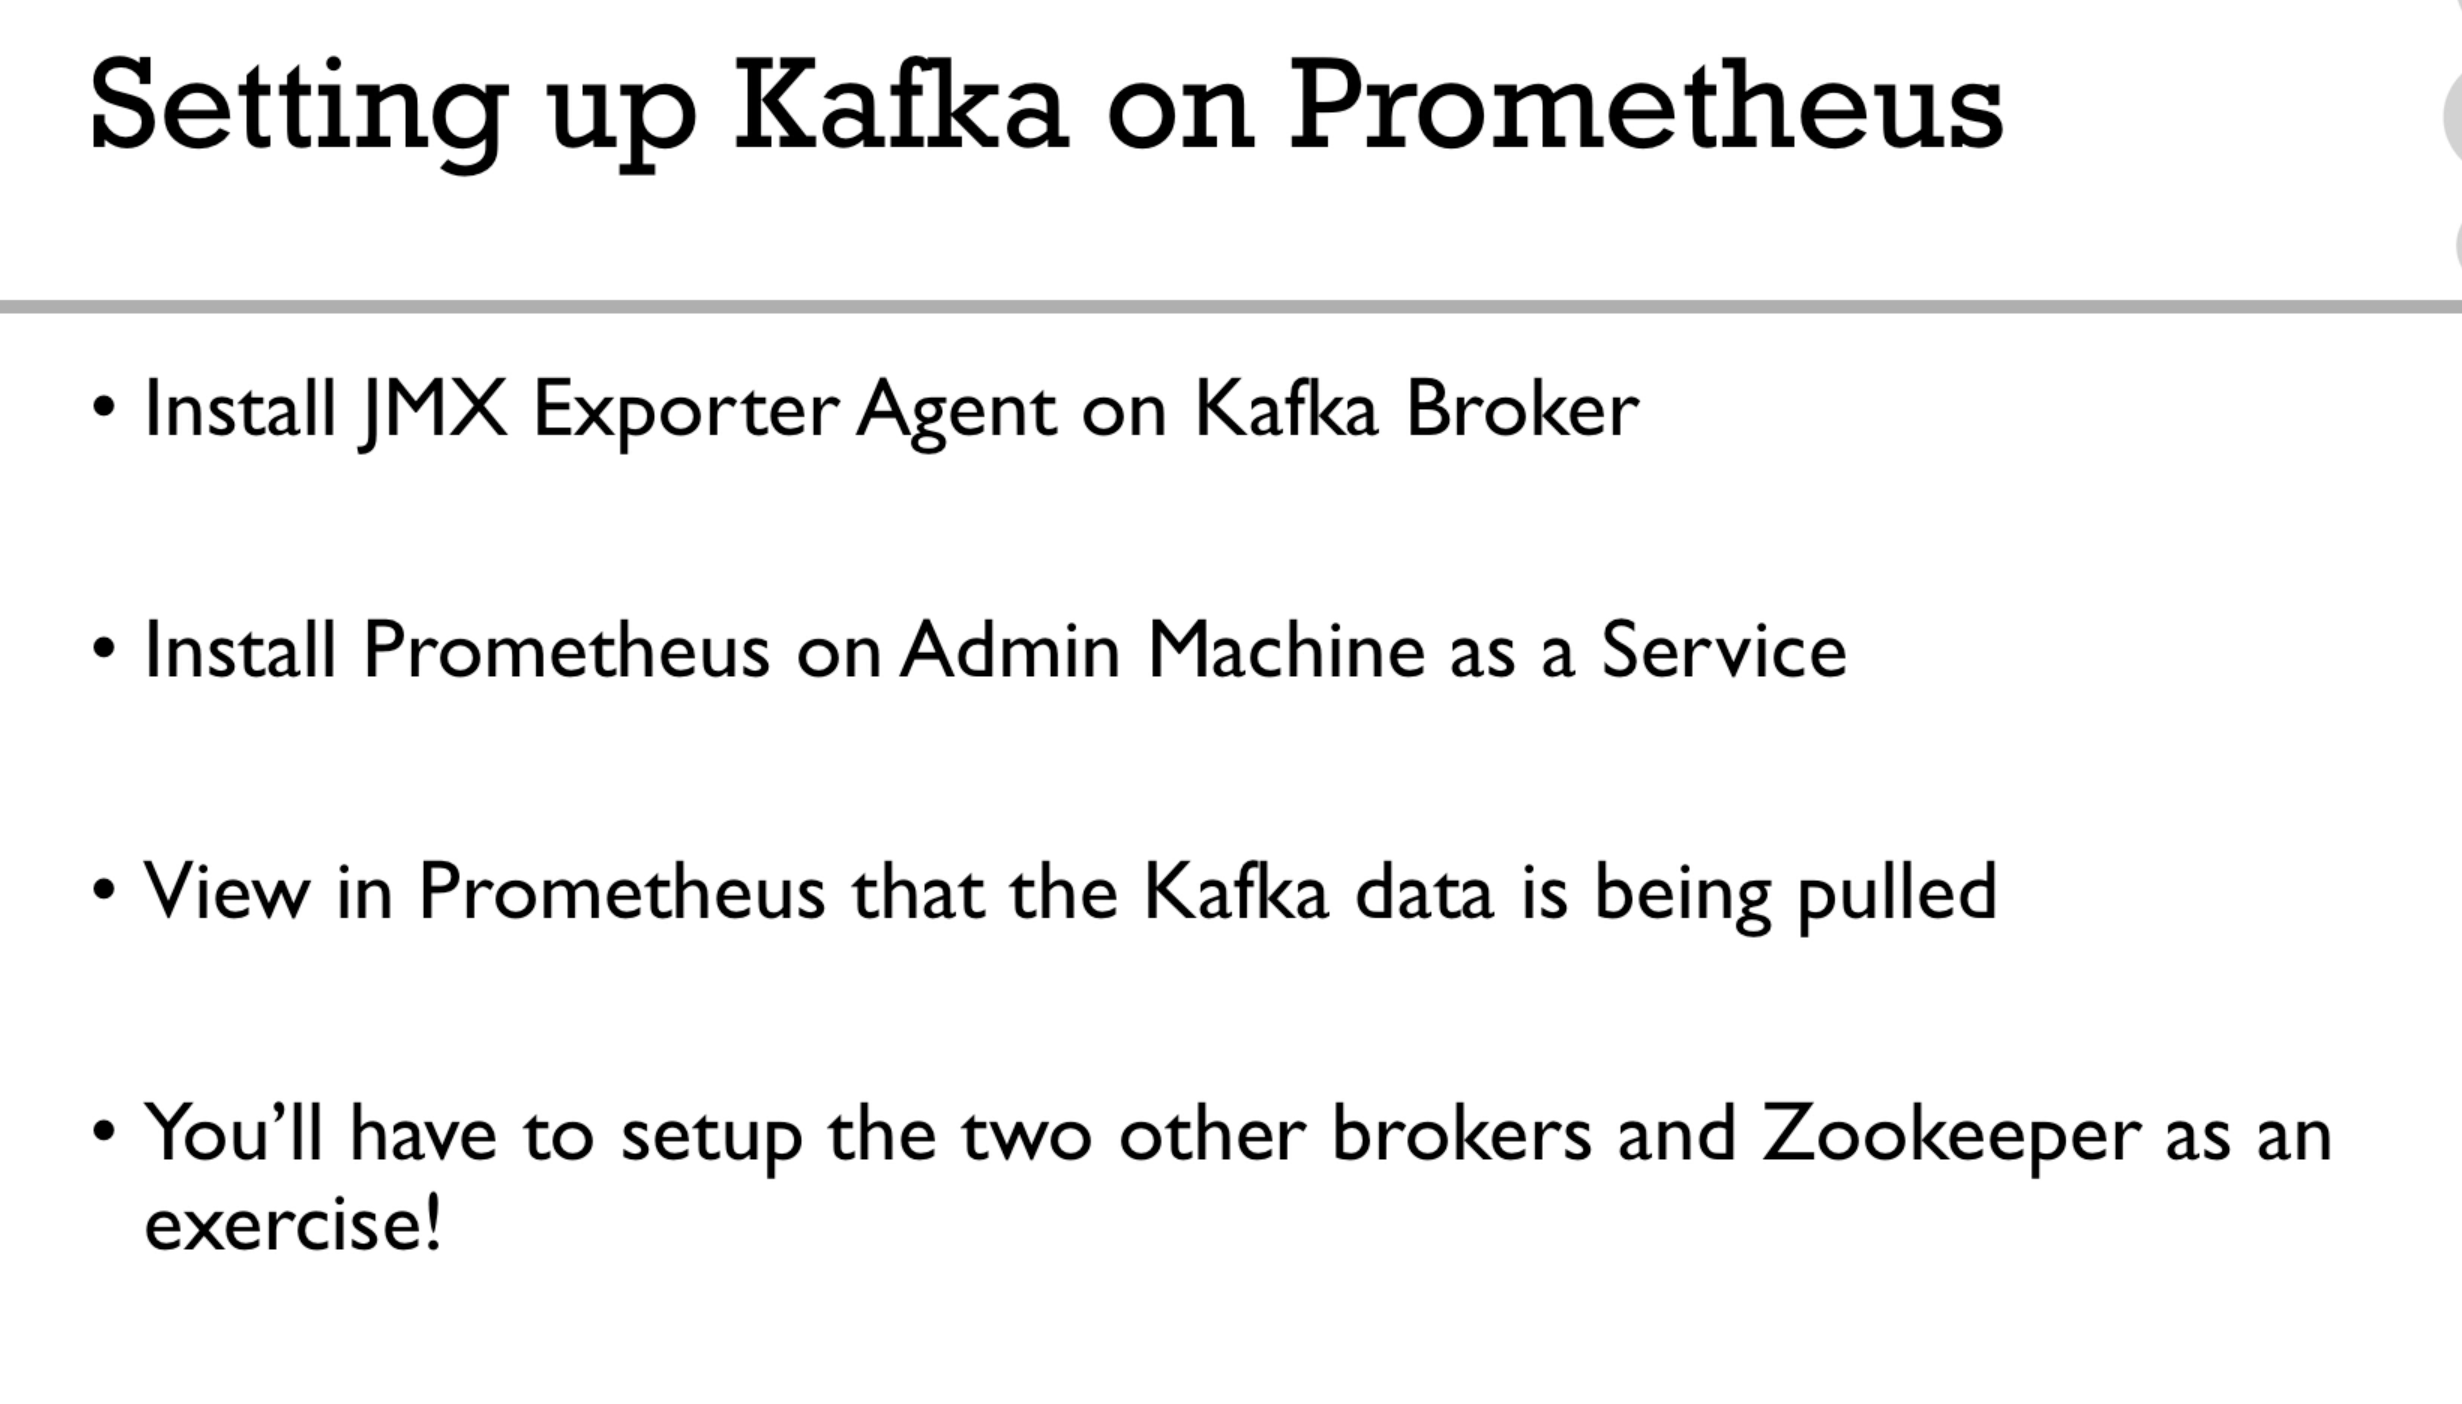 Setting up Kafka on Prometheus
• Install JMX Exporter Agent on Kafka Broker
• Install Prometheus on Admin Machine as a Service
• View in Prometheus that the Kafka data is being pulled
• You’ll have to setup the two other brokers and Zookeeper as an
exercise!